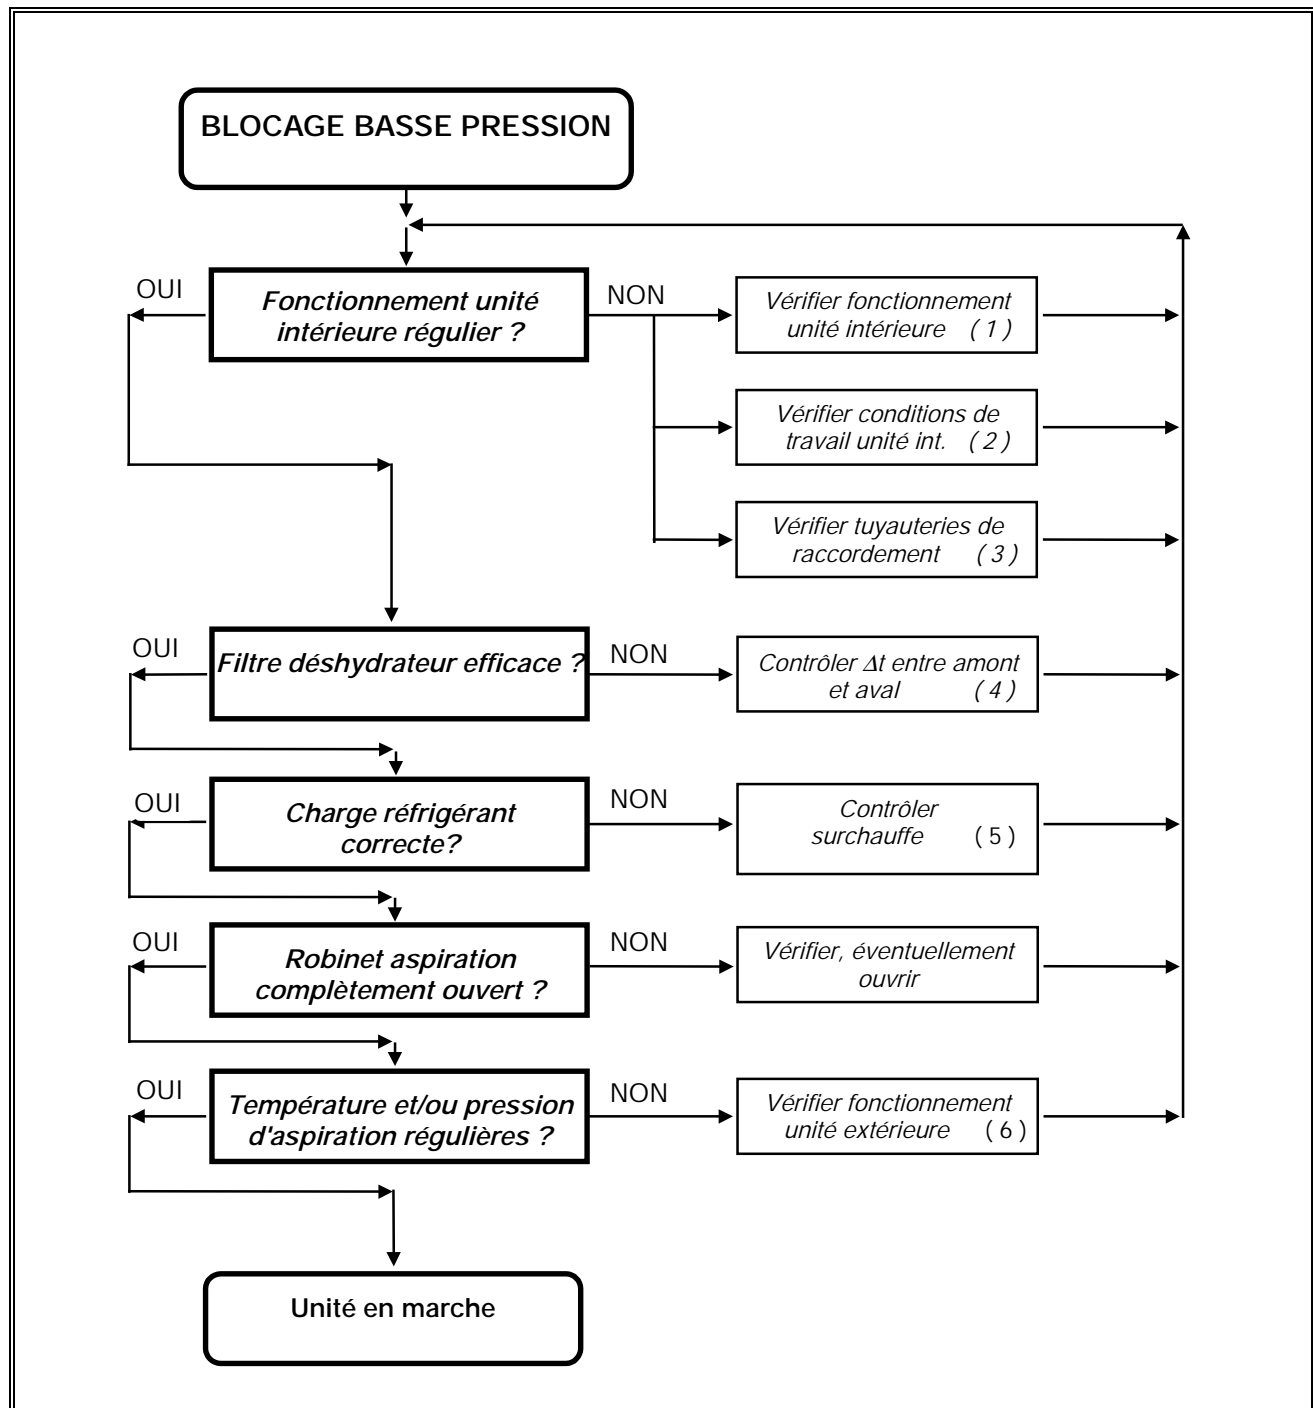 BLOCAGE BASSE PRESSION
OUI
Fonctionnement unité
intérieure régulier ?
NON
Vérifier fonctionnement
unité intérieure ( 1 )
Vérifier conditions de
travail unité int. ( 2 )
Vérifier tuyauteries de
raccordement ( 3 )
OUI
Filtre déshydrateur efficace ?
NON
Contrôler Δt entre amont
et aval ( 4 )
OUI
Charge réfrigérant
correcte?
NON
Contrôler
surchauffe ( 5 )
OUI
Robinet aspiration
complètement ouvert ?
NON
Vérifier, éventuellement
ouvrir
OUI
Température et/ou pression
d'aspiration régulières ?
NON
Vérifier fonctionnement
unité extérieure ( 6 )
Unité en marche